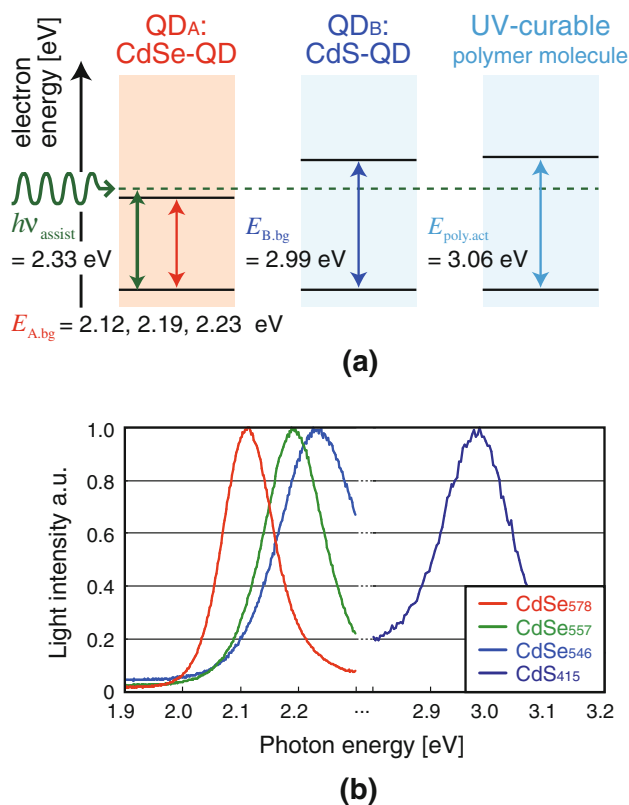 QDA:
CdSe-QD
QDB:
CdS-QD
UV-curable
polymer molecule
electron
energy [eV]
hνassist
= 2.33 eV
EB.bg
= 2.99 eV
Epoly.act
= 3.06 eV
EA.bg = 2.12, 2.19, 2.23 eV
(a)
Light intensity a.u.
1.0
0.8
0.6
0.4
0.2
0
CdSe578
CdSe557
CdSe546
CdS415
1.9 2.0 2.1 2.2 ... 2.9 3.0 3.1 3.2
Photon energy [eV]
(b)